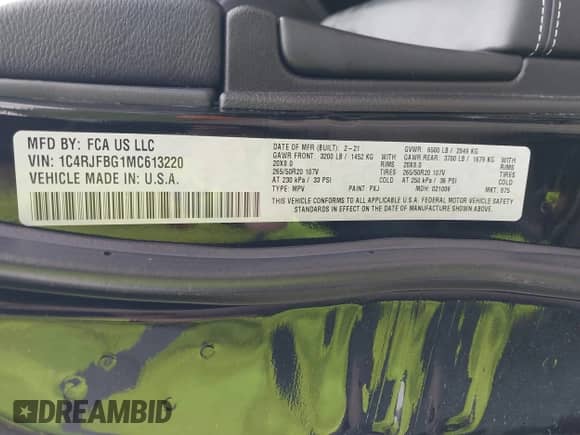 MFD BY: FCA US LLC
VIN: 1C4RJFBG1MC613220
VEHICLE MADE IN U.S.A.
DATE OF MFR (BUILT): 2-21 GVWR: 6500 LB / 2949 KG
GAWR FRONT: 3200 LB / 1452 KG WITH GAWR REAR: 3700 LB / 1679 KG WITH
20X8.0 RIMS 20X8.0 RIMS
265/50R20 107V TIRES 265/50R20 107V TIRES
AT 230 kPa / 33 PSI COLD AT 250 kPa / 36 PSI COLD
TYPE: MPV PAINT: PXJ MDH: 021006 MKT: 975
THIS VEHICLE CONFORMS TO ALL APPLICABLE U.S.A. FEDERAL MOTOR VEHICLE SAFETY
STANDARDS IN EFFECT ON THE DATE OF MANUFACTURE SHOWN ABOVE.
DREAMBID